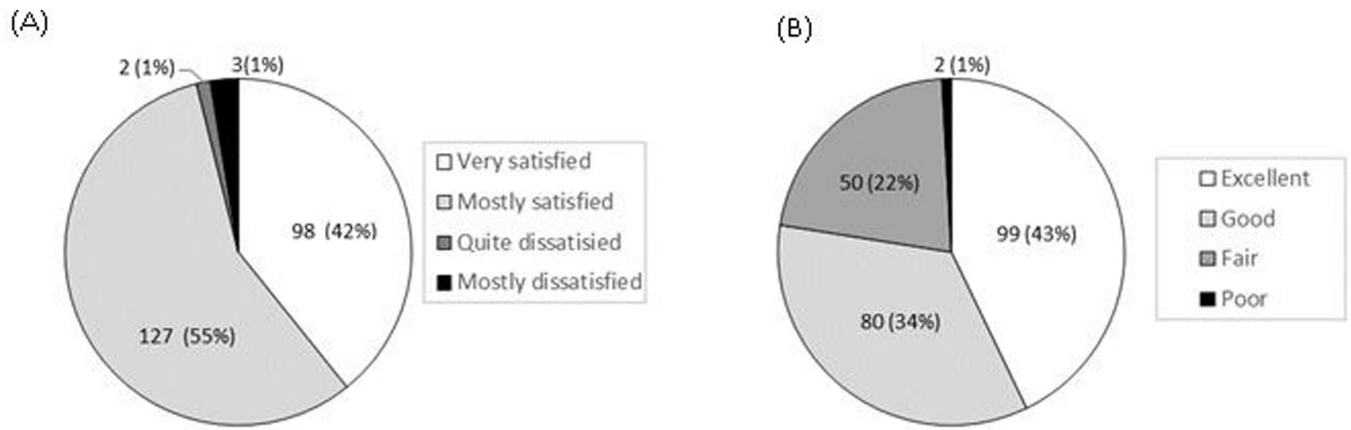 (A)
2 (1%)
3(1%)
98 (42%)
127 (55%)
Very satisfied
Mostly satisfied
Quite dissatisied
Mostly dissatisfied
(B)
2 (1%)
50 (22%)
99 (43%)
80 (34%)
Excellent
Good
Fair
Poor